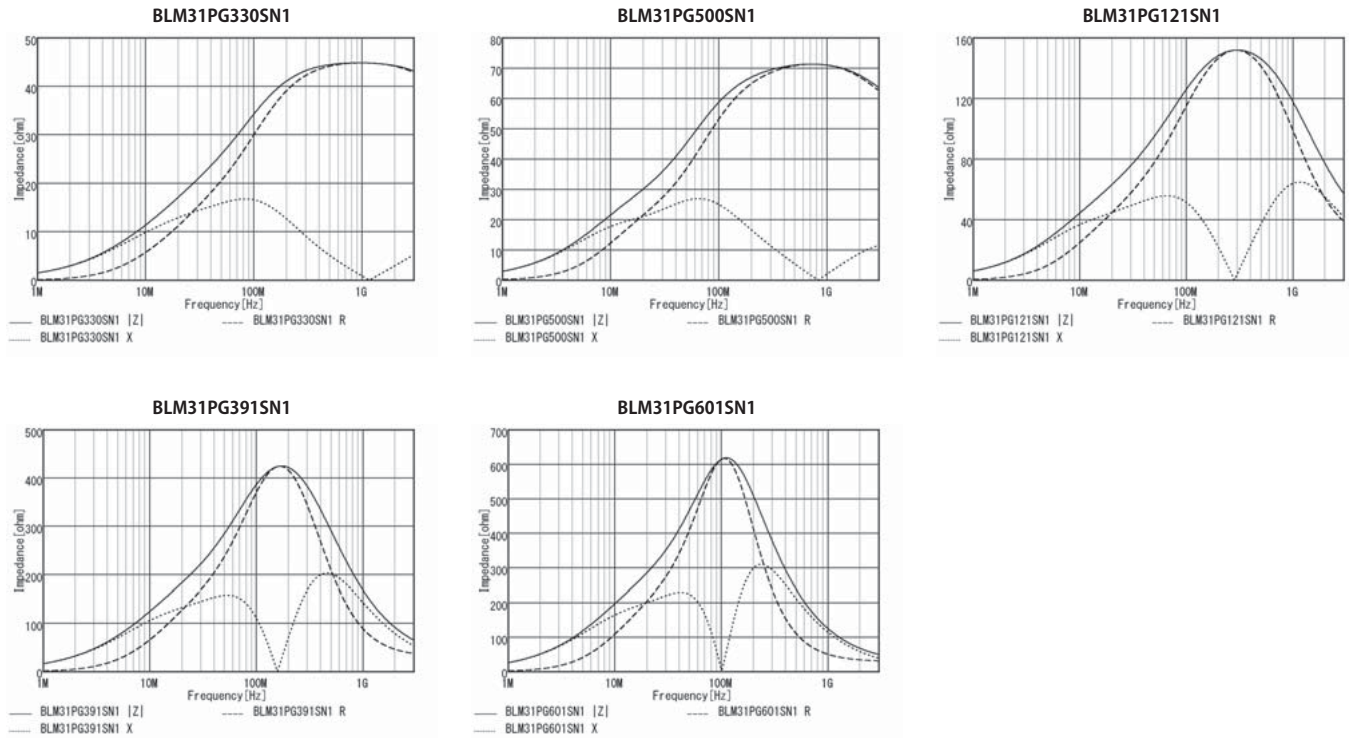 BLM31PG330SN1
50
40
30
20
10
0
Impedance[ohm]
1M
10M
100M
1G
Frequency[Hz]
BLM31PG330SN1 |Z|
BLM31PG330SN1 R
BLM31PG330SN1 X
BLM31PG500SN1
80
70
60
50
40
30
20
10
0
Impedance[ohm]
1M
10M
100M
1G
Frequency[Hz]
BLM31PG500SN1 |Z|
BLM31PG500SN1 R
BLM31PG500SN1 X
BLM31PG121SN1
160
120
80
40
0
Impedance[ohm]
1M
10M
100M
1G
Frequency[Hz]
BLM31PG121SN1 |Z|
BLM31PG121SN1 R
BLM31PG121SN1 X
BLM31PG391SN1
500
400
300
200
100
0
Impedance[ohm]
1M
10M
100M
1G
Frequency[Hz]
BLM31PG391SN1 |Z|
BLM31PG391SN1 R
BLM31PG391SN1 X
BLM31PG601SN1
700
600
500
400
300
200
100
0
Impedance[ohm]
1M
10M
100M
1G
Frequency[Hz]
BLM31PG601SN1 |Z|
BLM31PG601SN1 R
BLM31PG601SN1 X